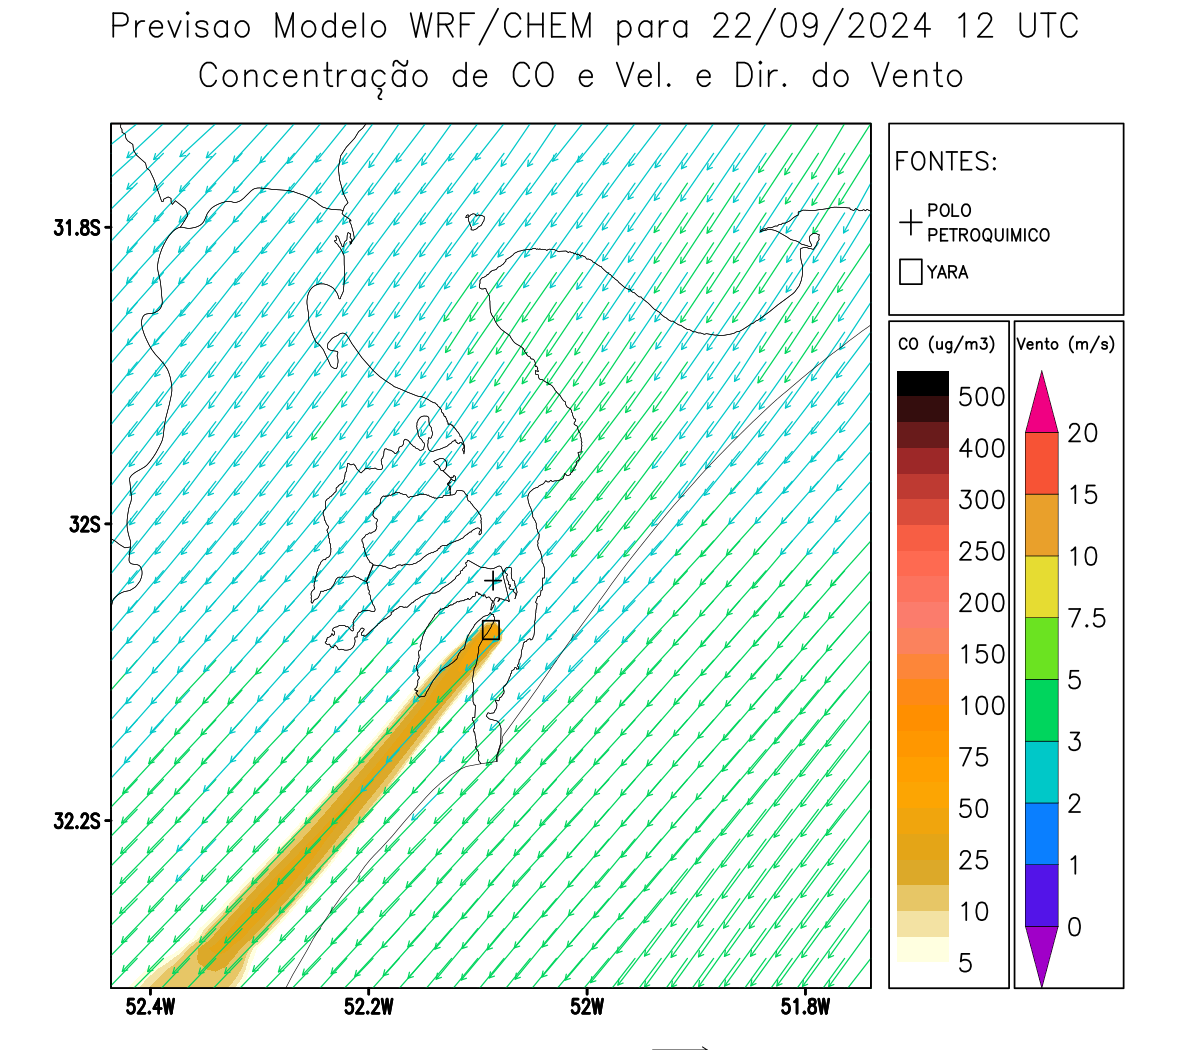 Previsao Modelo WRF/CHEM para 22/09/2024 12 UTC
Concentração de CO e Vel. e Dir. do Vento
FONTES:
POLO
PETROQUIMICO
YARA
CO (ug/m3)
500
400
300
250
200
150
100
75
50
25
10
5
Vento (m/s)
20
15
10
7.5
5
3
2
1
0
31.8S
32S
32.2S
52.4W
52.2W
52W
51.8W